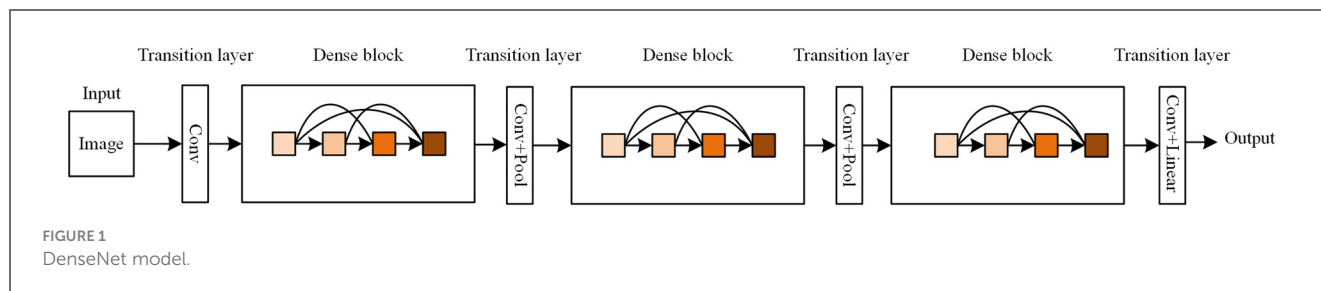 Transition layer Dense block Transition layer Dense block Transition layer Dense block Transition layer
Input
Image
Conv
Conv+Pool
Conv+Pool
Conv+Linear
Output
FIGURE 1
DenseNet model.